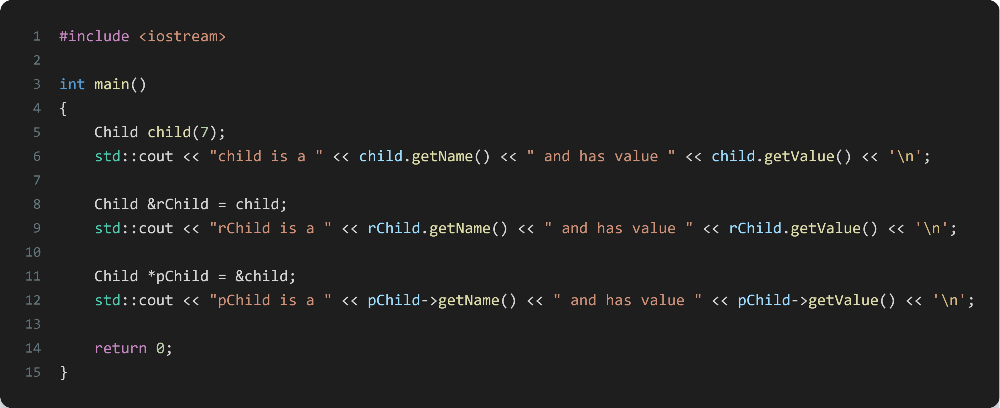 1 #include <iostream>
2
3 int main()
4 {
5     Child child(7);
6     std::cout << "child is a " << child.getName() << " and has value " << child.getValue() << '\n';
7
8     Child &rChild = child;
9     std::cout << "rChild is a " << rChild.getName() << " and has value " << rChild.getValue() << '\n';
10
11     Child *pChild = &child;
12     std::cout << "pChild is a " << pChild->getName() << " and has value " << pChild->getValue() << '\n';
13
14     return 0;
15 }